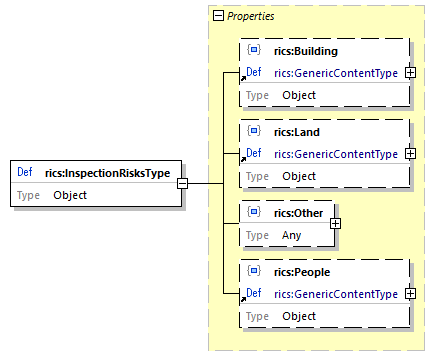 Properties
rics:Building
Def rics:GenericContentType
Type Object
rics:Land
Def rics:GenericContentType
Type Object
Def rics:InspectionRisksType
Type Object
rics:Other
Type Any
rics:People
Def rics:GenericContentType
Type Object